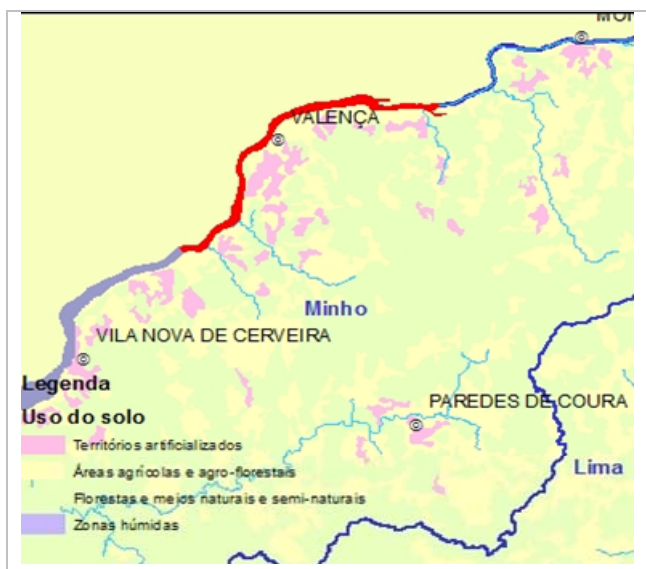 VALENÇA
Minho
VILA NOVA DE CERVEIRA
PAREDES DE COURA
Lima
Legenda
Uso do solo
Territórios artificializados
Áreas agrícolas e agro-florestais
Florestas e meios naturais e semi-naturais
Zonas húmidas